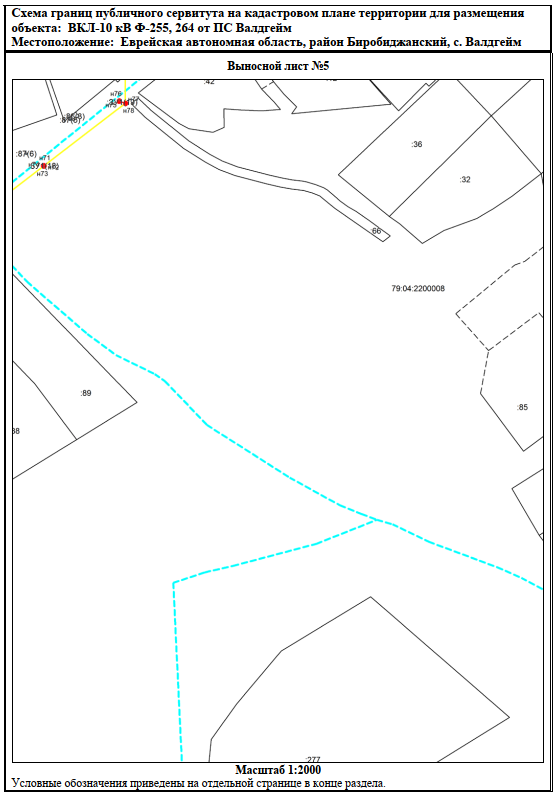 Схема границ публичного сервитута на кадастровом плане территории для размещения
объекта: ВКЛ-10 кВ Ф-255, 264 от ПС Валдгейм
Местоположение: Еврейская автономная область, район Биробиджанский, с. Валдгейм
Выносной лист №5
:42
н76
н78
:87(6)
:87(6)
н71
н73
:36
:32
:66
79:04:2200008
:89
:85
:277
Масштаб 1:2000
Условные обозначения приведены на отдельной странице в конце раздела.